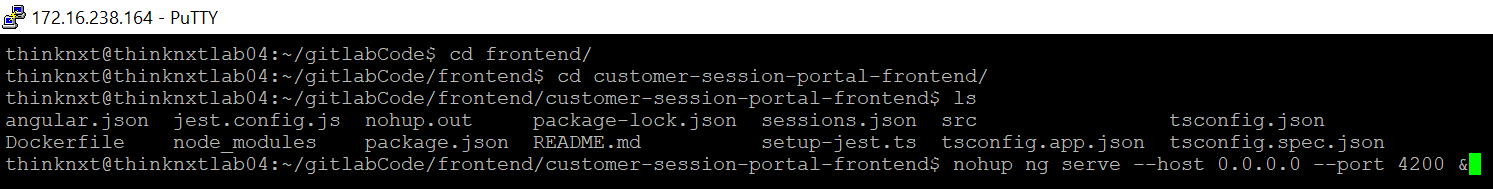 172.16.238.164 - PuTTY
thinknxt@thinknxtlab04:~/gitlabCode$ cd frontend/
thinknxt@thinknxtlab04:~/gitlabCode/frontend$ cd customer-session-portal-frontend/
thinknxt@thinknxtlab04:~/gitlabCode/frontend/customer-session-portal-frontend$ ls
angular.json  jest.config.js  nohup.out     package-lock.json  sessions.json  src                tsconfig.json
Dockerfile    node_modules    package.json  README.md          setup-jest.ts  tsconfig.app.json  tsconfig.spec.json
thinknxt@thinknxtlab04:~/gitlabCode/frontend/customer-session-portal-frontend$ nohup ng serve --host 0.0.0.0 --port 4200 &